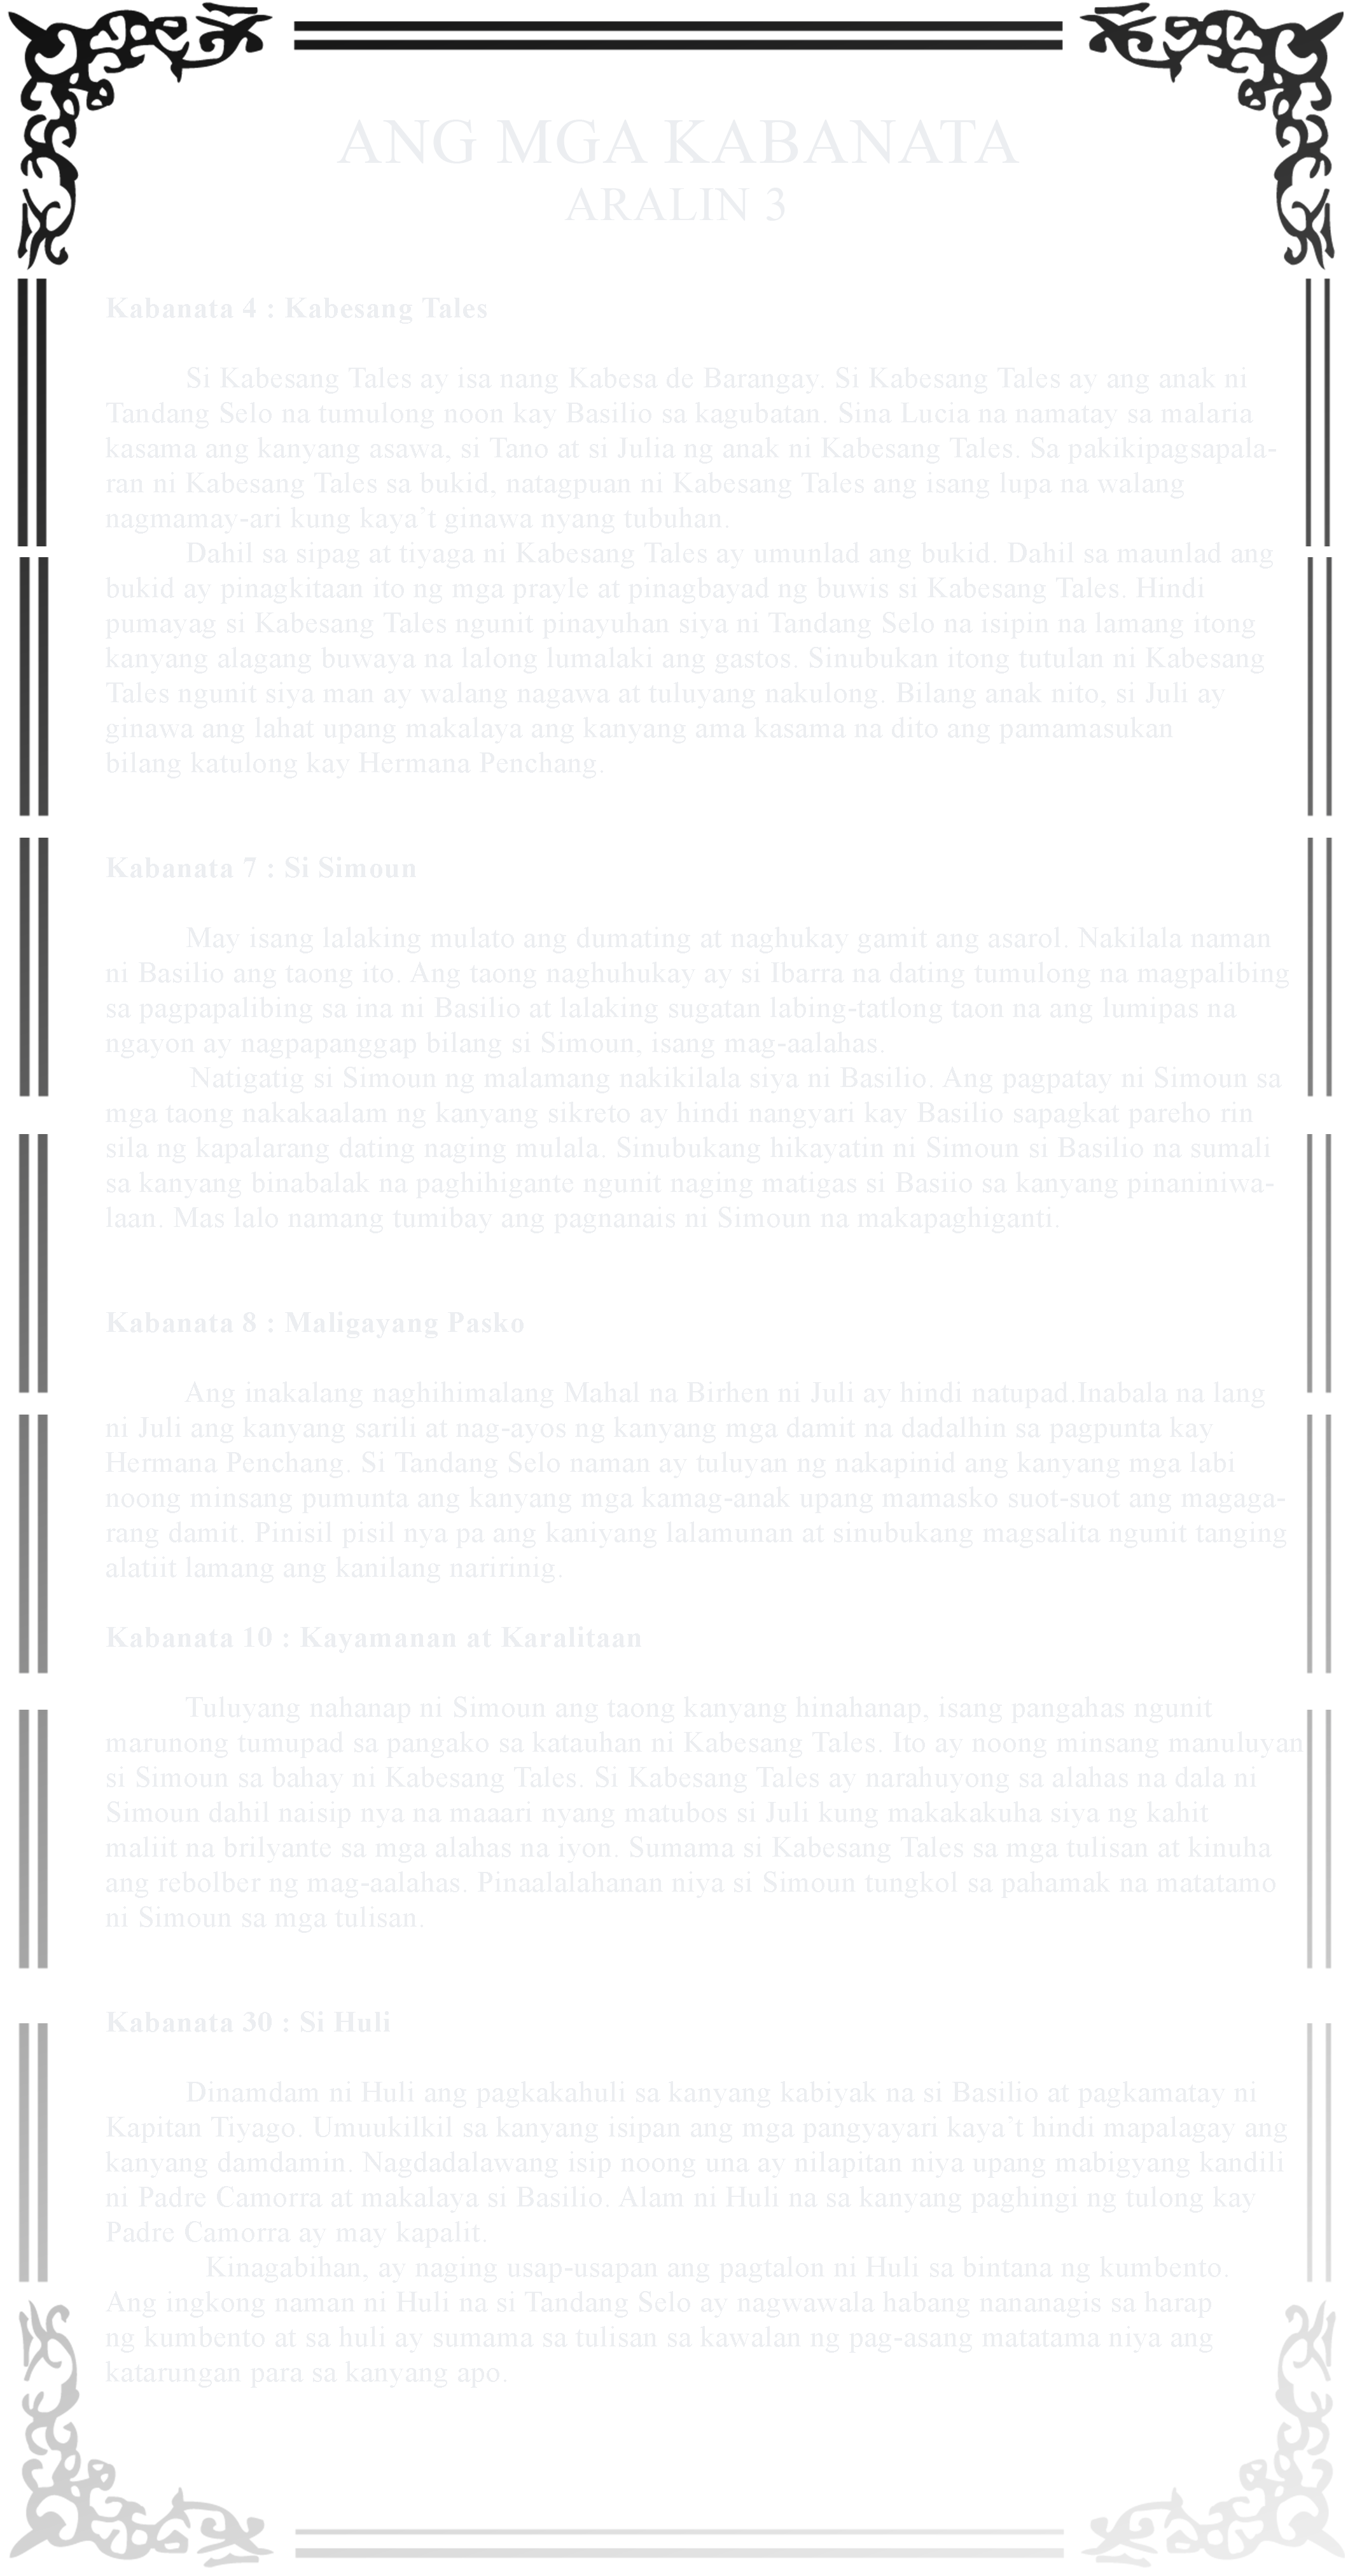 ANG MGA KABANATA
ARALIN 3
Kabanata 4 : Kabesang Tales
Si Kabesang Tales ay isa nang Kabesa de Barangay. Si Kabesang Tales ay ang anak ni
Tandang Selo na tumulong noon kay Basilio sa kagubatan. Sina Lucia na namatay sa malaria
kasama ang kanyang asawa, si Tano at si Julia ng anak ni Kabesang Tales. Sa pakikipagsapala-
ran ni Kabesang Tales sa bukid, natagpuan ni Kabesang Tales ang isang lupa na walang
nagmamay-ari kung kaya’t ginawa nyang tubuhan.
Dahil sa sipag at tiyaga ni Kabesang Tales ay umunlad ang bukid. Dahil sa maunlad ang
bukid ay pinagkitaan ito ng mga prayle at pinagbayad ng buwis si Kabesang Tales. Hindi
pumayag si Kabesang Tales ngunit pinayuhan siya ni Tandang Selo na isipin na lamang itong
kanyang alagang buwaya na lalong lumalaki ang gastos. Sinubukan itong tutulan ni Kabesang
Tales ngunit siya man ay walang nagawa at tuluyang nakulong. Bilang anak nito, si Juli ay
ginawa ang lahat upang makalaya ang kanyang ama kasama na dito ang pamamasukan
bilang katulong kay Hermana Penchang.
Kabanata 7 : Si Simoun
May isang lalaking mulato ang dumating at naghukay gamit ang asarol. Nakilala naman
ni Basilio ang taong ito. Ang taong naghuhukay ay si Ibarra na dating tumulong na magpalibing
sa pagpapalibing sa ina ni Basilio at lalaking sugatan labing-tatlong taon na ang lumipas na
ngayon ay nagpapanggap bilang si Simoun, isang mag-aalahas.
Natigatig si Simoun ng malamang nakikilala siya ni Basilio. Ang pagpatay ni Simoun sa
mga taong nakakaalam ng kanyang sikreto ay hindi nangyari kay Basilio sapagkat pareho rin
sila ng kapalarang dating naging mulala. Sinubukang hikayatin ni Simoun si Basilio na sumali
sa kanyang binabalak na paghihigante ngunit naging matigas si Basiio sa kanyang pinaniniwa-
laan. Mas lalo namang tumibay ang pagnanais ni Simoun na makapaghiganti.
Kabanata 8 : Maligayang Pasko
Ang inakalang naghihimalang Mahal na Birhen ni Juli ay hindi natupad.Inabala na lang
ni Juli ang kanyang sarili at nag-ayos ng kanyang mga damit na dadalhin sa pagpunta kay
Hermana Penchang. Si Tandang Selo naman ay tuluyan ng nakapinid ang kanyang mga labi
noong minsang pumunta ang kanyang mga kamag-anak upang mamasko suot-suot ang magaga-
rang damit. Pinisil pisil nya pa ang kaniyang lalamunan at sinubukang magsalita ngunit tanging
alatiit lamang ang kanilang naririnig.
Kabanata 10 : Kayamanan at Karalitaan
Tuluyang nahanap ni Simoun ang taong kanyang hinahanap, isang pangahas ngunit
marunong tumupad sa pangako sa katauhan ni Kabesang Tales. Ito ay noong minsang manuluyan
si Simoun sa bahay ni Kabesang Tales. Si Kabesang Tales ay narahuyong sa alahas na dala ni
Simoun dahil naisip nya na maaari nyang matubos si Juli kung makakakuha siya ng kahit
maliit na brilyante sa mga alahas na iyon. Sumama si Kabesang Tales sa mga tulisan at kinuha
ang rebolber ng mag-aalahas. Pinaalalahanan niya si Simoun tungkol sa pahamak na matatamo
ni Simoun sa mga tulisan.
Kabanata 30 : Si Huli
Dinamdam ni Huli ang pagkakahuli sa kanyang kabiyak na si Basilio at pagkamatay ni
Kapitan Tiyago. Umuukilkil sa kanyang isipan ang mga pangyayari kaya’t hindi mapalagay ang
kanyang damdamin. Nagdadalawang isip noong una ay nilapitan niya upang mabigyang kandili
ni Padre Camorra at makalaya si Basilio. Alam ni Huli na sa kanyang paghingi ng tulong kay
Padre Camorra ay may kapalit.
Kinagabihan, ay naging usap-usapan ang pagtalon ni Huli sa bintana ng kumbento.
Ang ingkong naman ni Huli na si Tandang Selo ay nagwawala habang nananagis sa harap
ng kumbento at sa huli ay sumama sa tulisan sa kawalan ng pag-asang matatama niya ang
katarungan para sa kanyang apo.